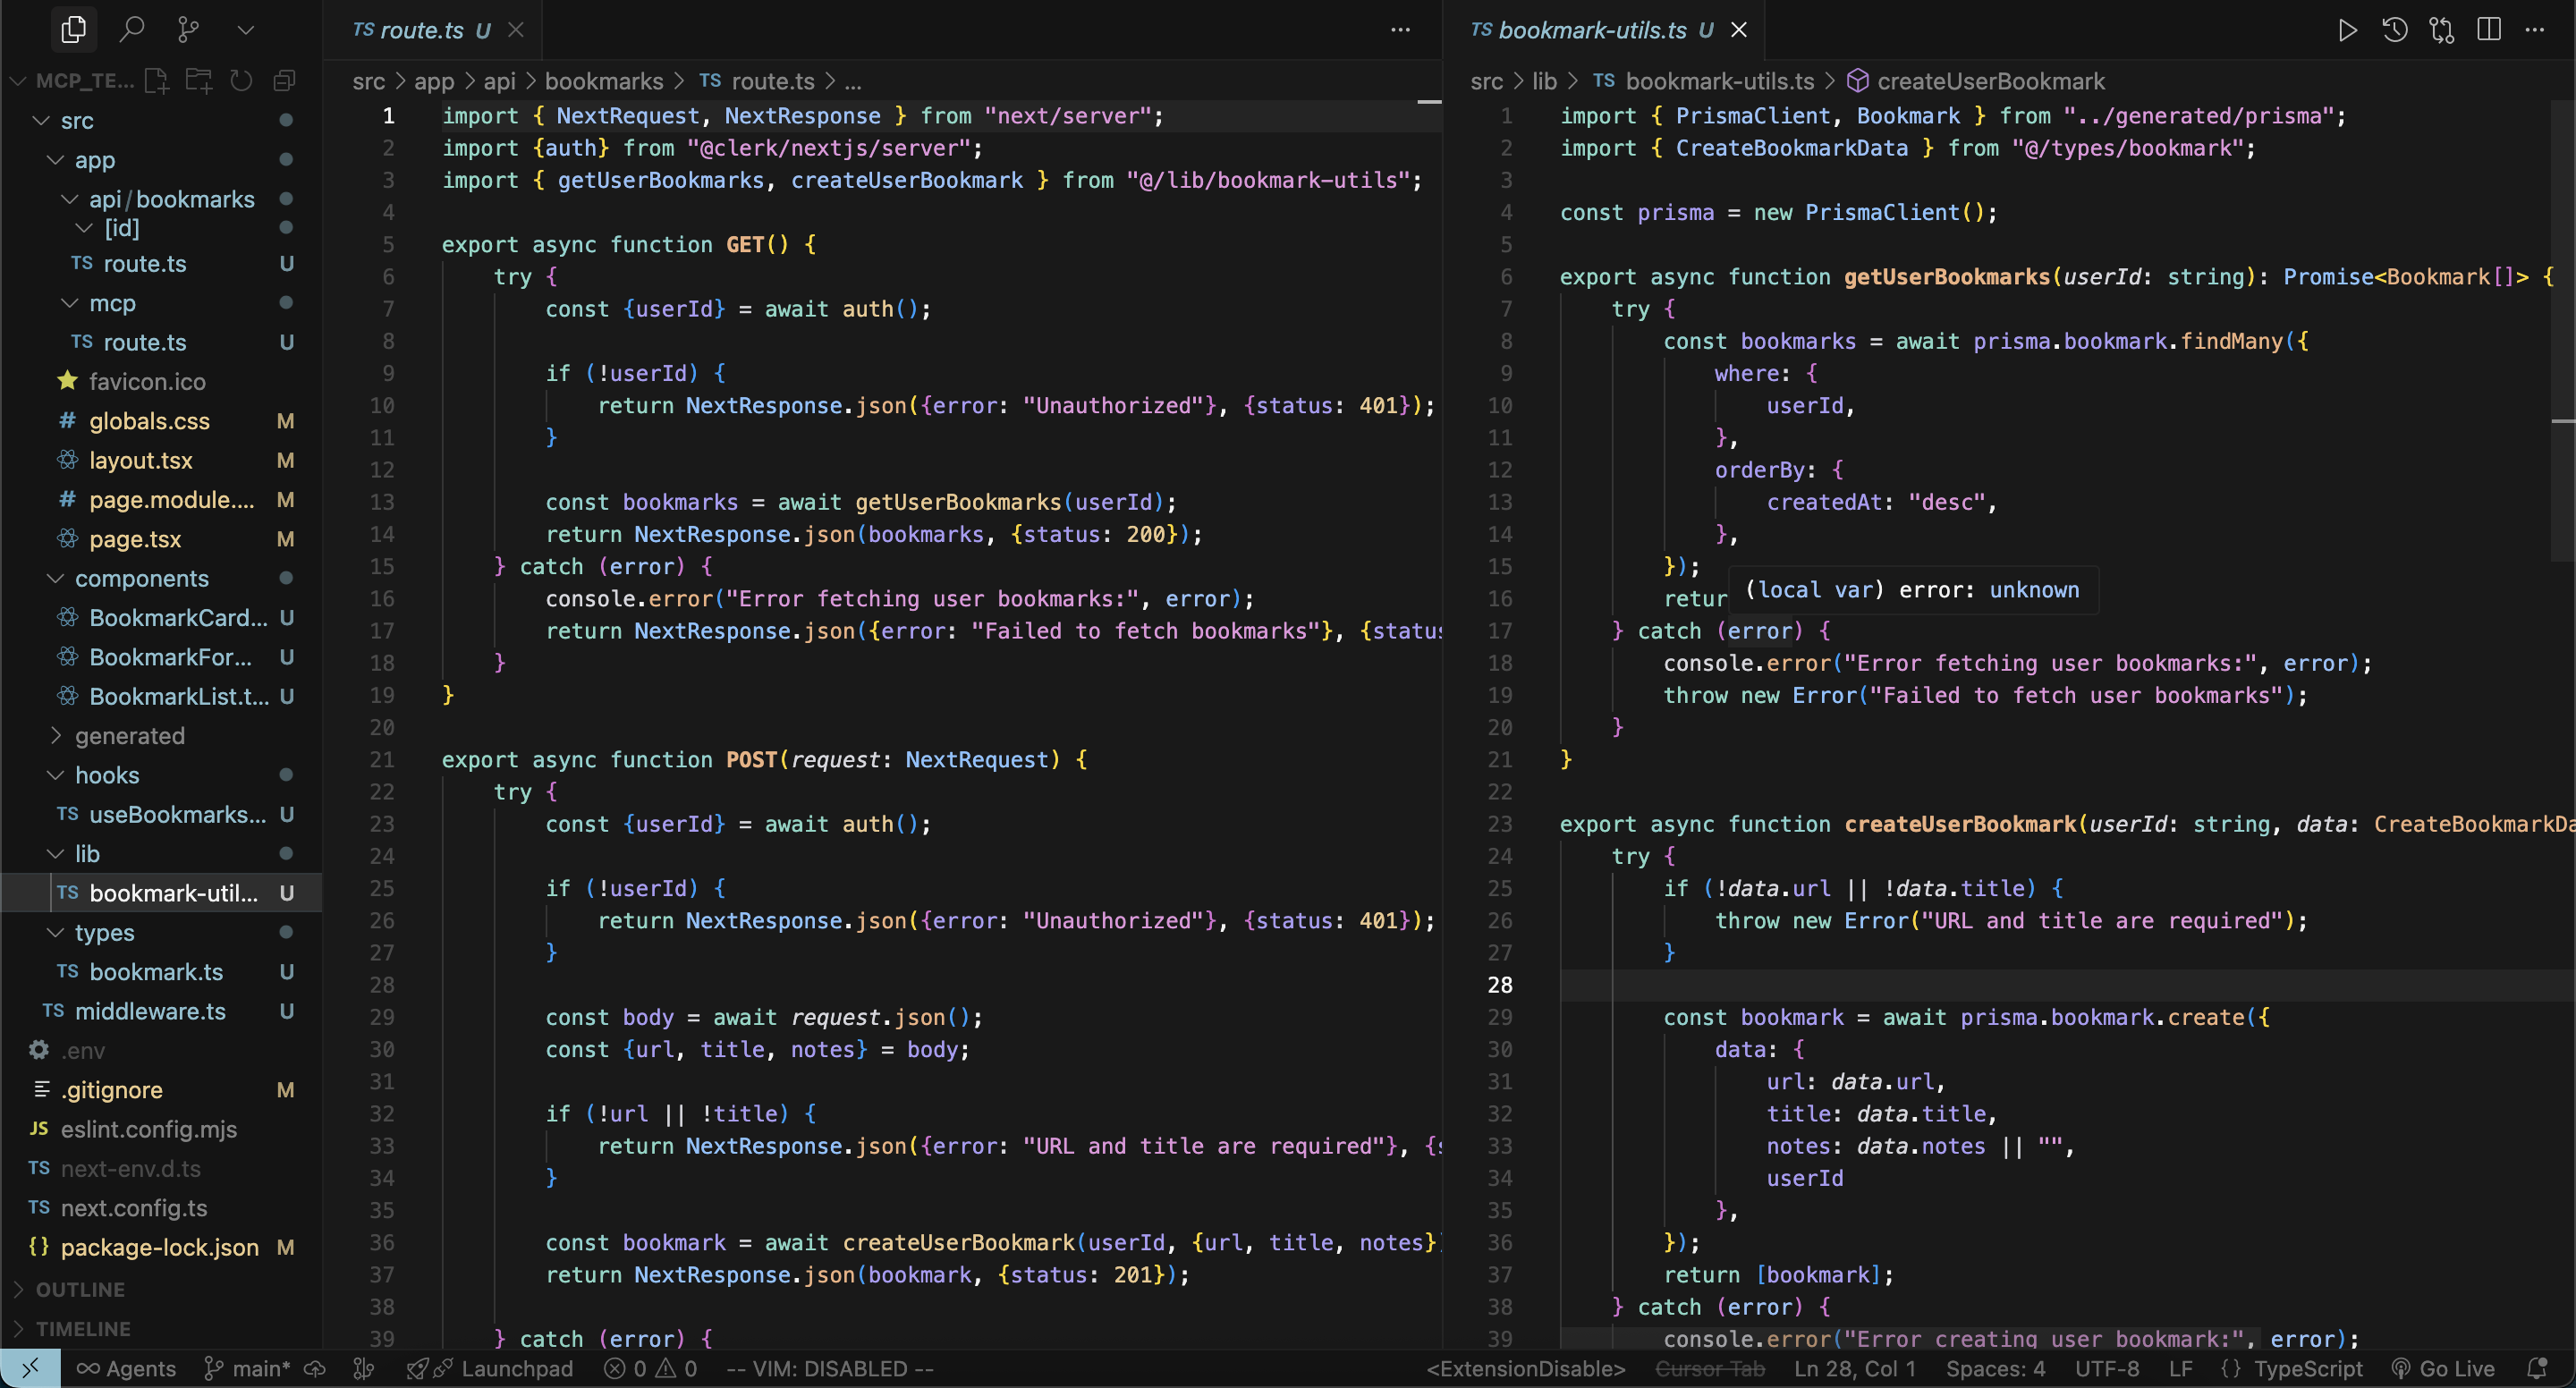 MCP_TE...
src
app
api/bookmarks
[id]
TS route.ts U
mcp
TS route.ts U
favicon.ico
# globals.css M
layout.tsx M
# page.module.... M
page.tsx M
components
BookmarkCard... U
BookmarkFor... U
BookmarkList.t... U
generated
hooks
TS useBookmarks... U
lib
TS bookmark-util... U
types
TS bookmark.ts U
TS middleware.ts U
.env
.gitignore M
JS eslint.config.mjs
TS next-env.d.ts
TS next.config.ts
{} package-lock.json M
OUTLINE
TIMELINE
TS route.ts U
src > app > api > bookmarks > TS route.ts > ...
1 import { NextRequest, NextResponse } from "next/server";
2 import {auth} from "@clerk/nextjs/server";
3 import { getUserBookmarks, createUserBookmark } from "@/lib/bookmark-utils";
4
5 export async function GET() {
6 try {
7 const {userId} = await auth();
8
9 if (!userId) {
10 return NextResponse.json({error: "Unauthorized"}, {status: 401});
11 }
12
13 const bookmarks = await getUserBookmarks(userId);
14 return NextResponse.json(bookmarks, {status: 200});
15 } catch (error) {
16 console.error("Error fetching user bookmarks:", error);
17 return NextResponse.json({error: "Failed to fetch bookmarks"}, {statu
18 }
19 }
20
21 export async function POST(request: NextRequest) {
22 try {
23 const {userId} = await auth();
24
25 if (!userId) {
26 return NextResponse.json({error: "Unauthorized"}, {status: 401});
27 }
28
29 const body = await request.json();
30 const {url, title, notes} = body;
31
32 if (!url || !title) {
33 return NextResponse.json({error: "URL and title are required"}, {s
34 }
35
36 const bookmark = await createUserBookmark(userId, {url, title, notes}
37 return NextResponse.json(bookmark, {status: 201});
38
39 } catch (error) {
TS bookmark-utils.ts U
src > lib > TS bookmark-utils.ts > createUserBookmark
1 import { PrismaClient, Bookmark } from "../generated/prisma";
2 import { CreateBookmarkData } from "@/types/bookmark";
3
4 const prisma = new PrismaClient();
5
6 export async function getUserBookmarks(userId: string): Promise<Bookmark[]> {
7 try {
8 const bookmarks = await prisma.bookmark.findMany({
9 where: {
10 userId,
11 },
12 orderBy: {
13 createdAt: "desc",
14 },
15 });
(local var) error: unknown
16 retur
17 } catch (error) {
18 console.error("Error fetching user bookmarks:", error);
19 throw new Error("Failed to fetch user bookmarks");
20 }
21 }
22
23 export async function createUserBookmark(userId: string, data: CreateBookmarkDa
24 try {
25 if (!data.url || !data.title) {
26 throw new Error("URL and title are required");
27 }
28
29 const bookmark = await prisma.bookmark.create({
30 data: {
31 url: data.url,
32 title: data.title,
33 notes: data.notes || "",
34 userId
35 },
36 });
37 return [bookmark];
38 } catch (error) {
39 console.error("Error creating user bookmark:", error);
Agents main* Launchpad 0 0 -- VIM: DISABLED -- <ExtensionDisable> Cursor Tab Ln 28, Col 1 Spaces: 4 UTF-8 LF {} TypeScript Go Live